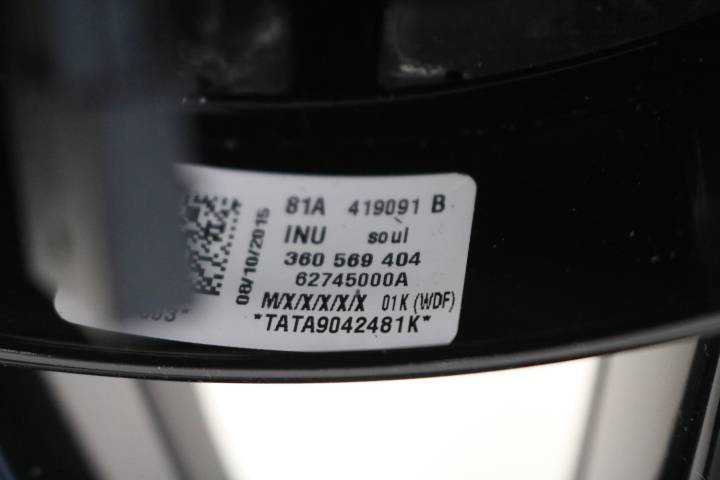 81A 419091 B
INU soul
360 569 404
62745000A
M/X/X/X/X/X 01K (WDF)
*TATA9042481K*
08/10/2015